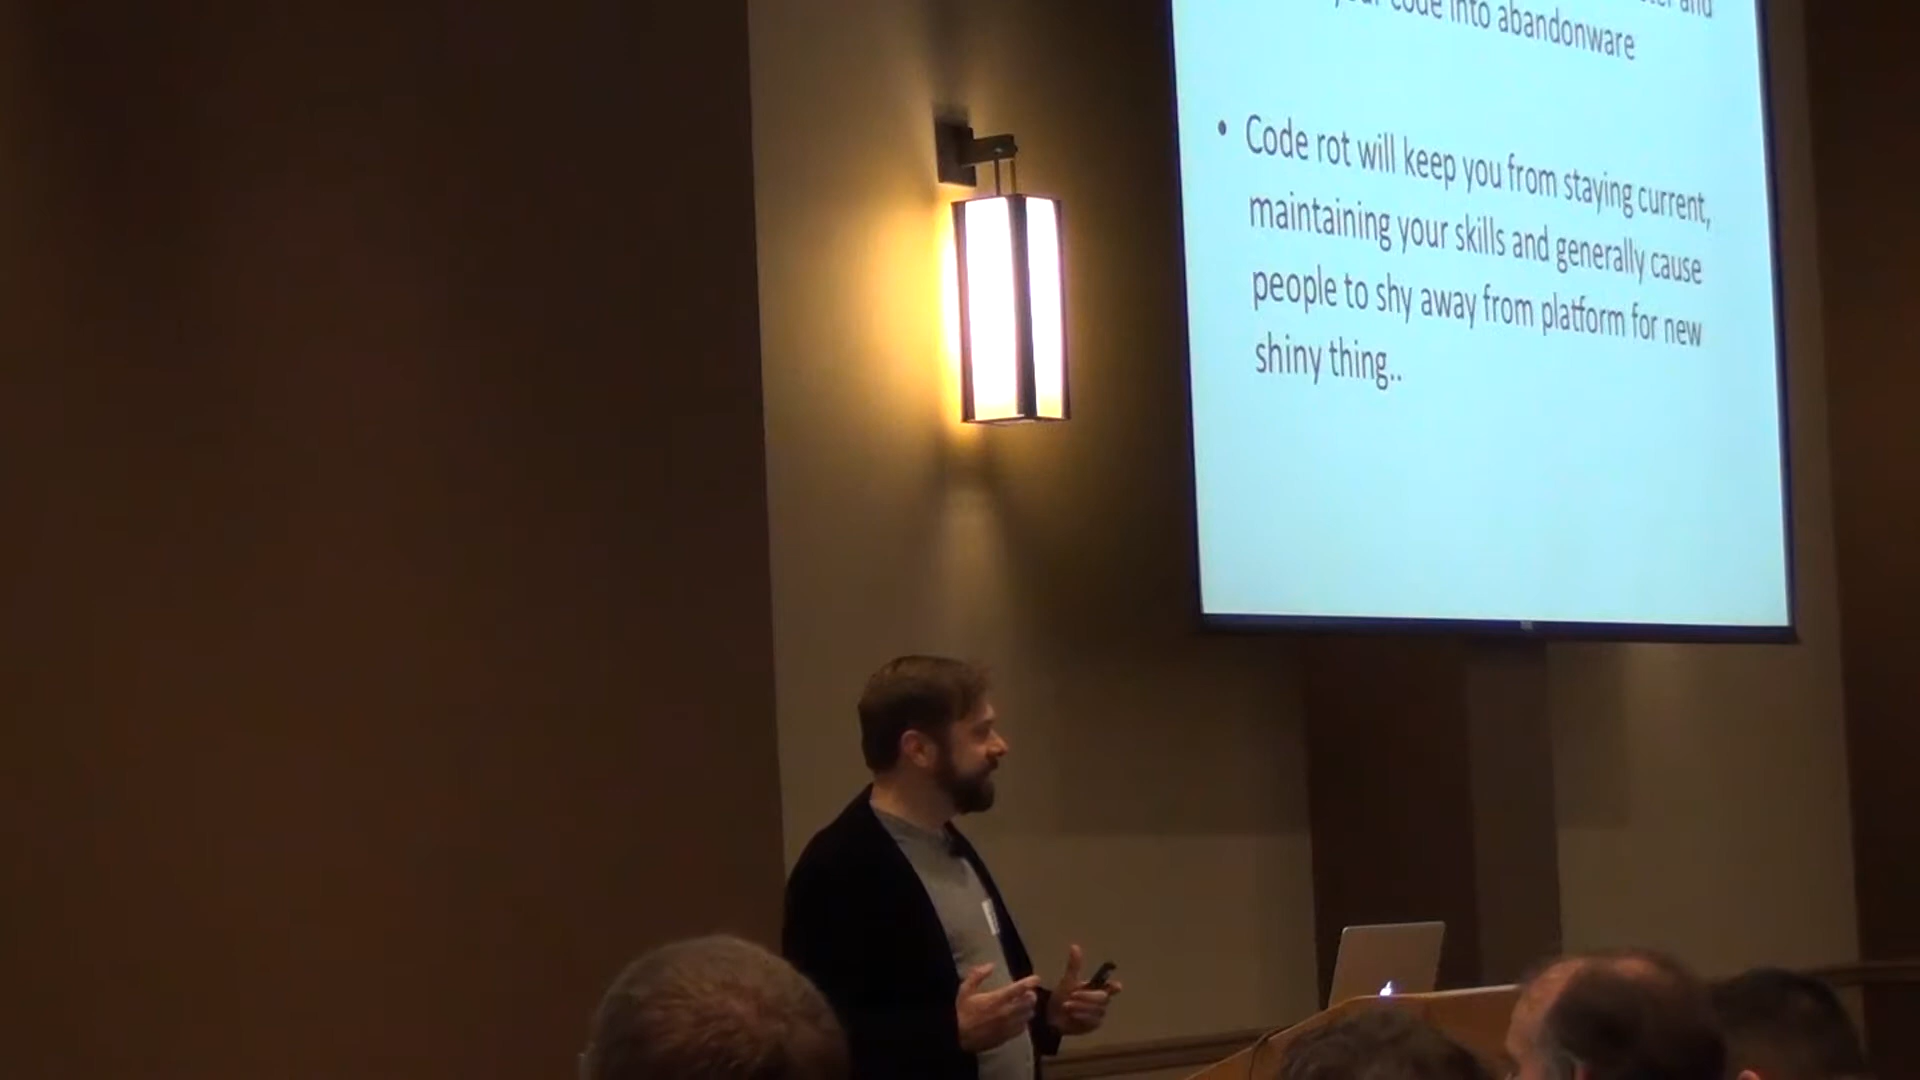 and
your code into abandonware
• Code rot will keep you from staying current,
maintaining your skills and generally cause
people to shy away from platform for new
shiny thing..